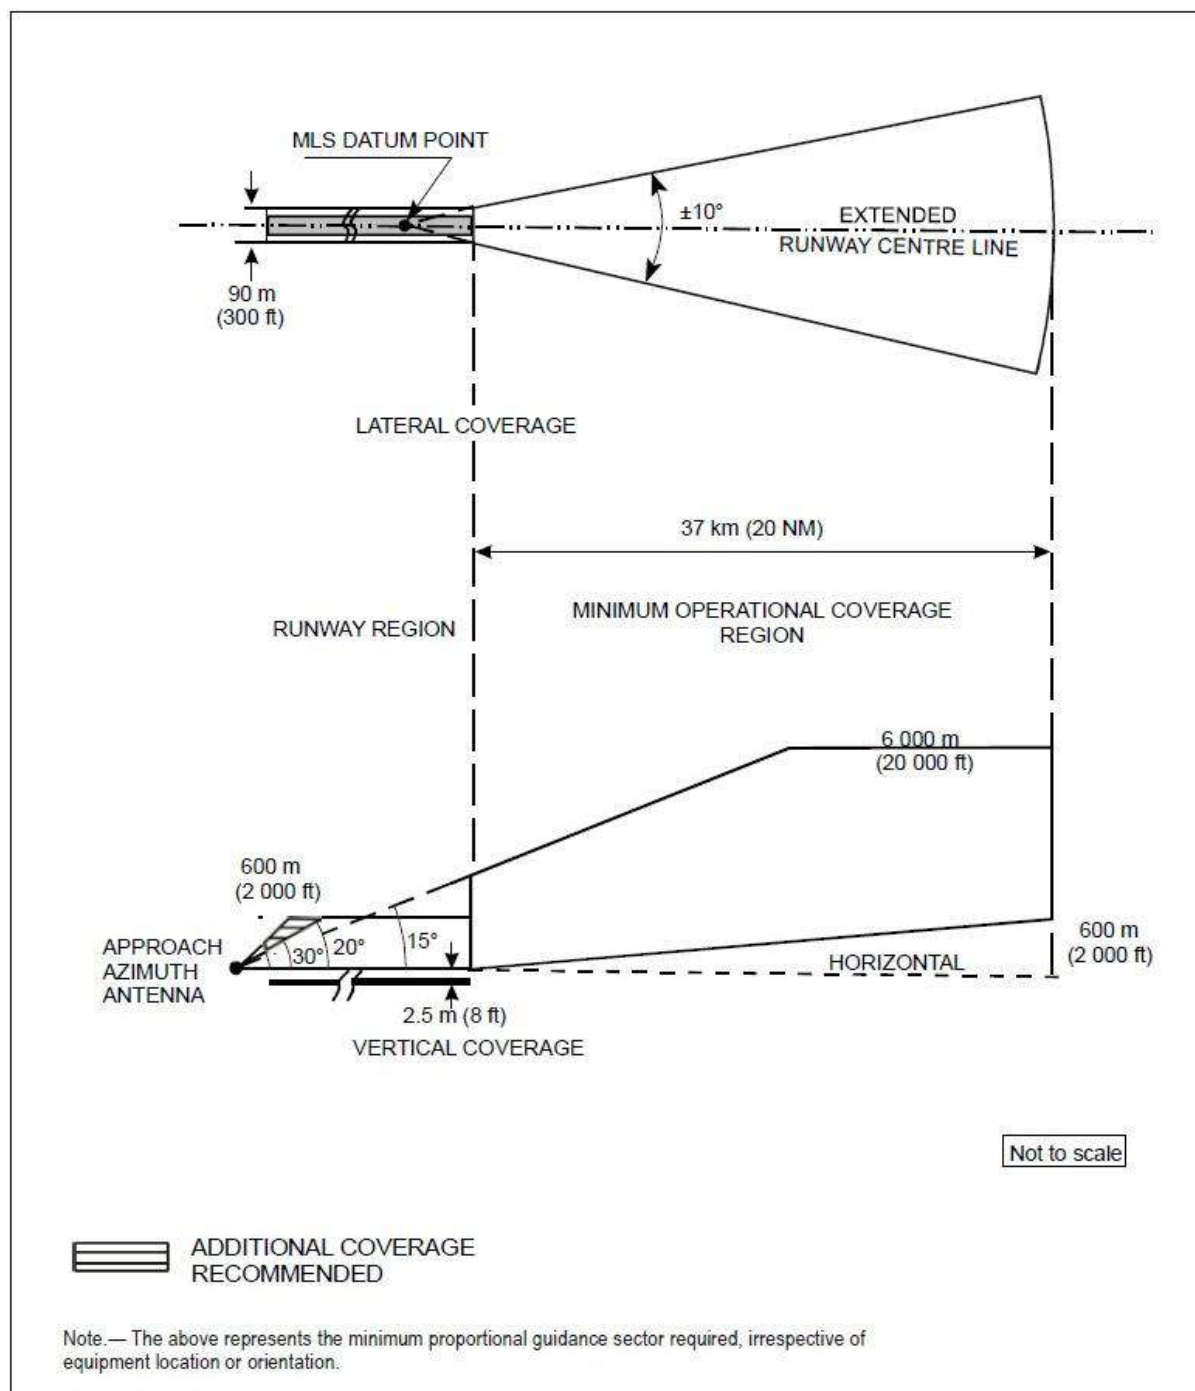 MLS DATUM POINT
±10°
EXTENDED
RUNWAY CENTRE LINE
90 m
(300 ft)
LATERAL COVERAGE
37 km (20 NM)
RUNWAY REGION
MINIMUM OPERATIONAL COVERAGE
REGION
6 000 m
(20 000 ft)
600 m
(2 000 ft)
APPROACH
AZIMUTH
ANTENNA
30°
20°
15°
HORIZONTAL
600 m
(2 000 ft)
2.5 m (8 ft)
VERTICAL COVERAGE
Not to scale
ADDITIONAL COVERAGE
RECOMMENDED
Note.— The above represents the minimum proportional guidance sector required, irrespective of
equipment location or orientation.